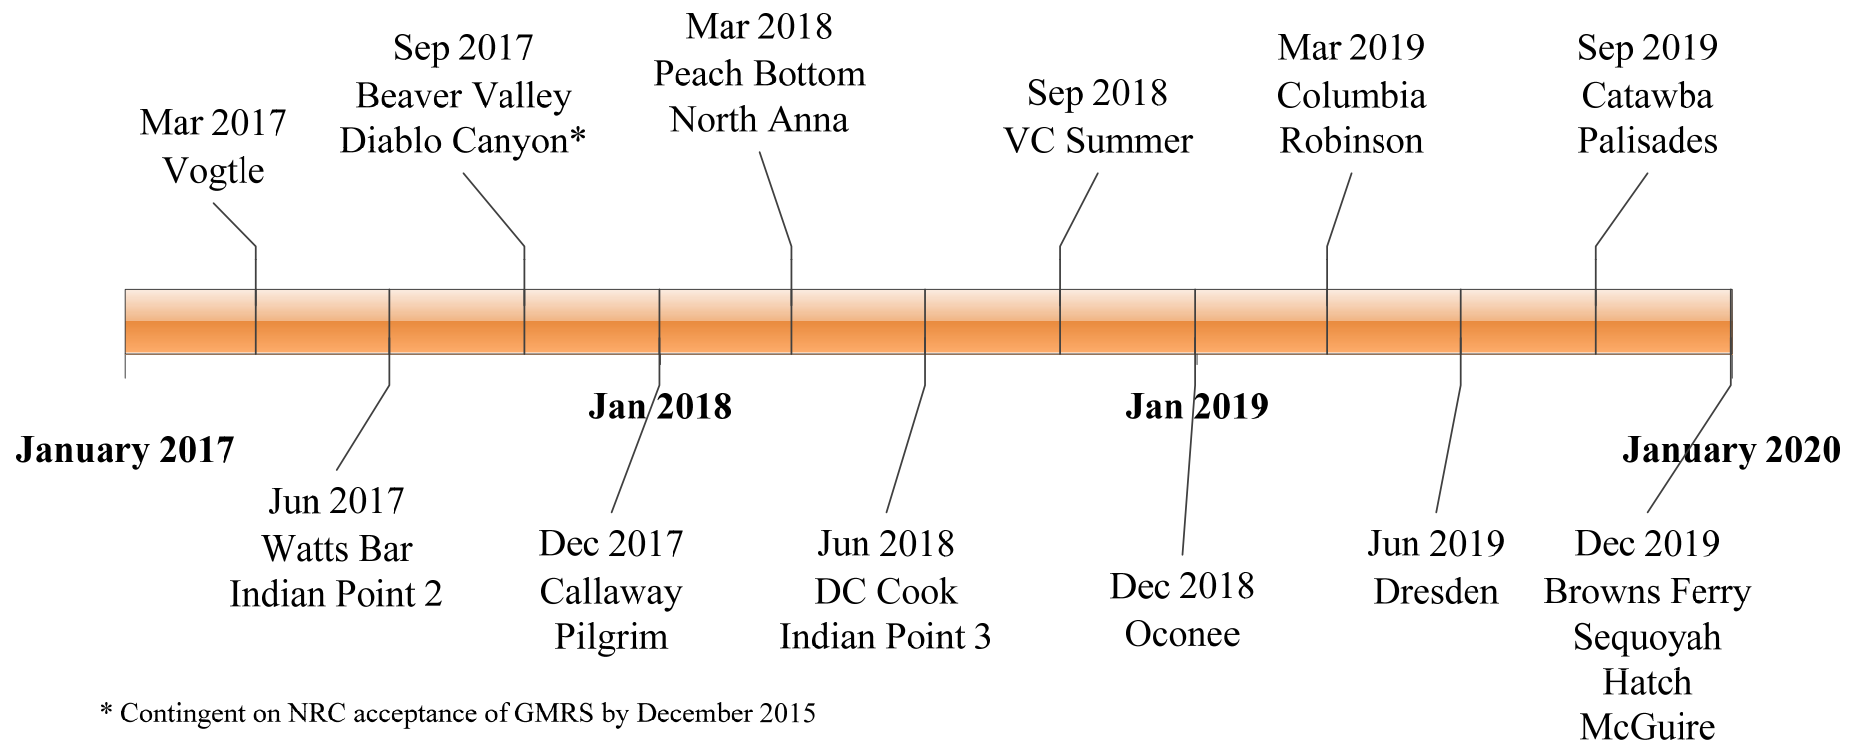 Mar 2017
Vogtle
Sep 2017
Beaver Valley
Diablo Canyon*
Mar 2018
Peach Bottom
North Anna
Sep 2018
VC Summer
Mar 2019
Columbia
Robinson
Sep 2019
Catawba
Palisades
January 2017
Jan 2018
Jan 2019
January 2020
Jun 2017
Watts Bar
Indian Point 2
Dec 2017
Callaway
Pilgrim
Jun 2018
DC Cook
Indian Point 3
Dec 2018
Oconee
Jun 2019
Dresden
Dec 2019
Browns Ferry
Sequoyah
Hatch
McGuire
* Contingent on NRC acceptance of GMRS by December 2015